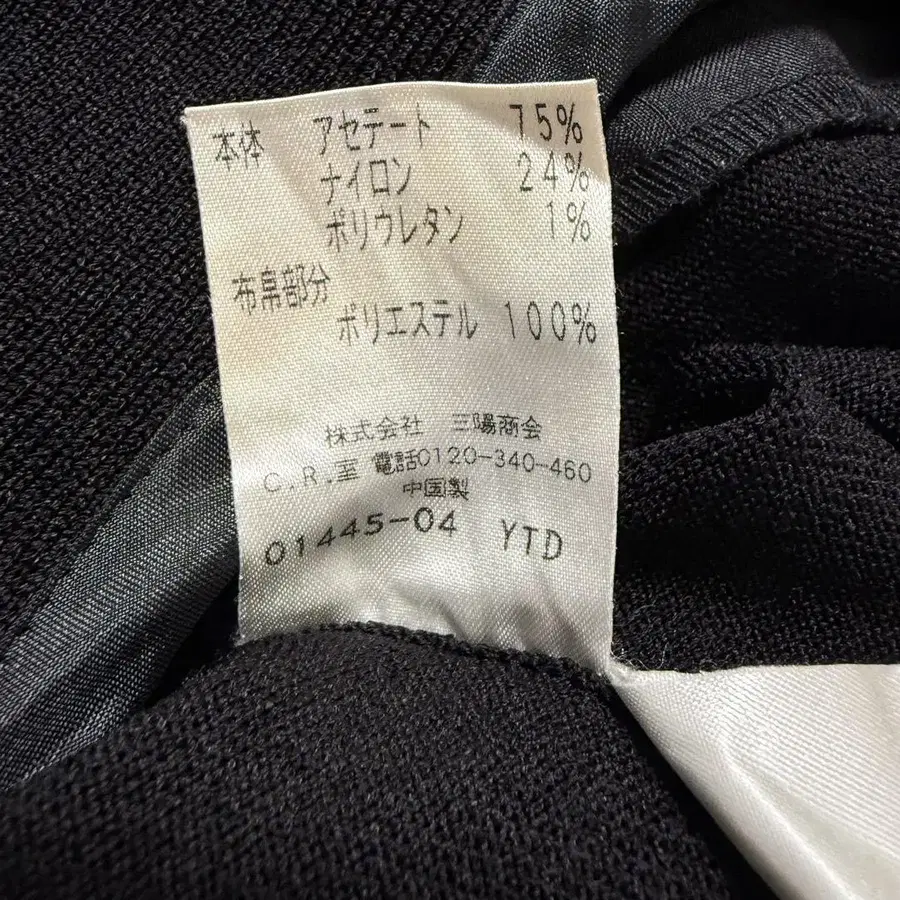 本体 アセテート 75%
ナイロン 24%
ポリウレタン 1%
布帛部分
ポリエステル 100%
株式会社 三陽商会
C.R.室 電話0120-340-460
中国製
01445-04 YTD